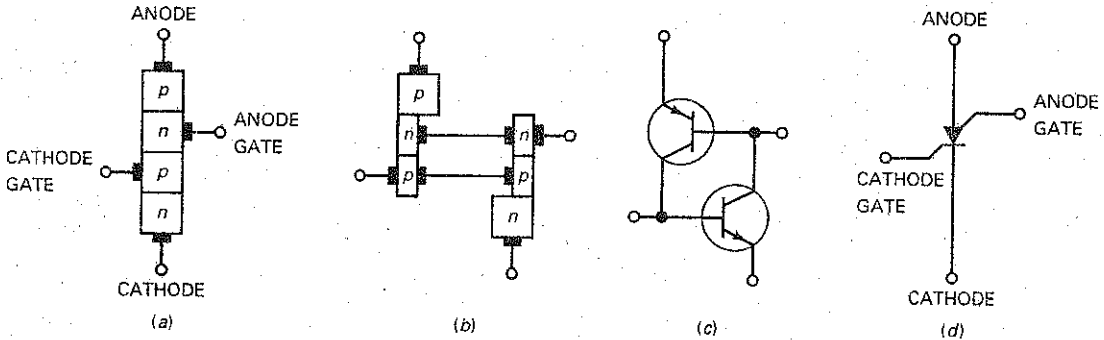 ANODE
p
n
p
n
ANODE
GATE
CATHODE
GATE
CATHODE
(a)
p
n
p
n
p
n
(b)
(c)
ANODE
ANODE
GATE
CATHODE
GATE
CATHODE
(d)